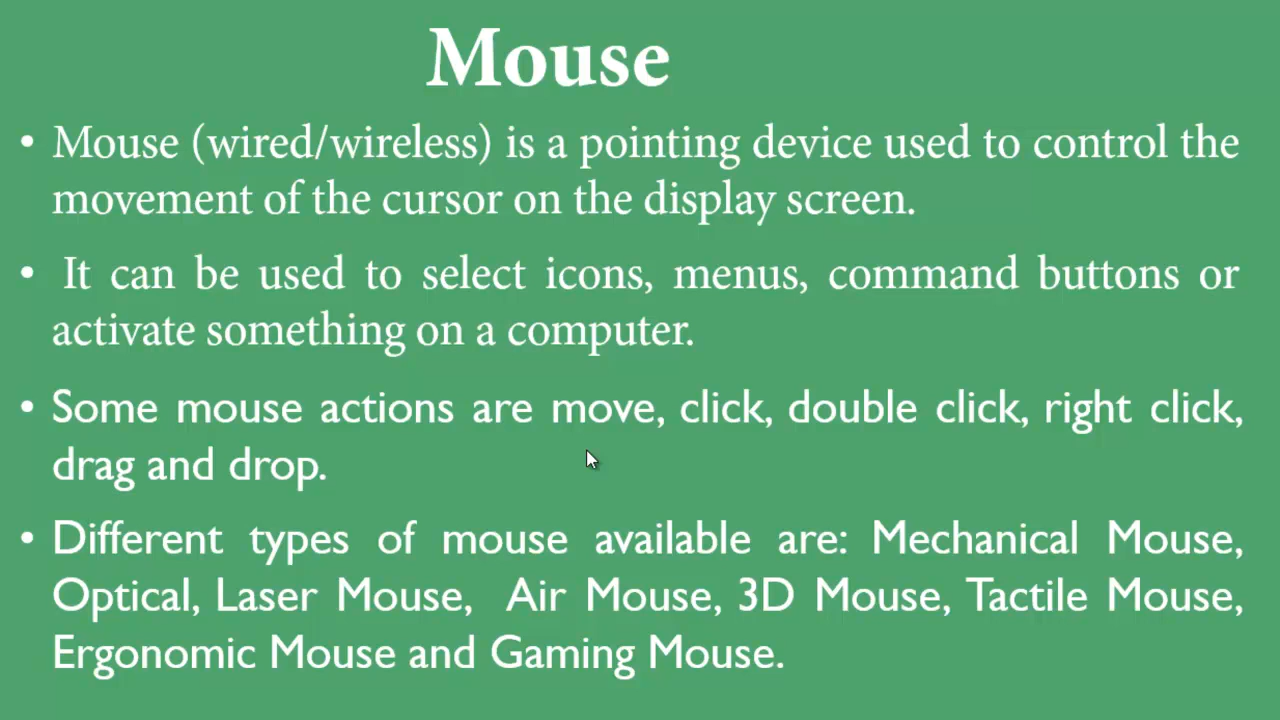 Mouse
• Mouse (wired/wireless) is a pointing device used to control the
movement of the cursor on the display screen.
• It can be used to select icons, menus, command buttons or
activate something on a computer.
• Some mouse actions are move, click, double click, right click,
drag and drop.
• Different types of mouse available are: Mechanical Mouse,
Optical, Laser Mouse, Air Mouse, 3D Mouse, Tactile Mouse,
Ergonomic Mouse and Gaming Mouse.